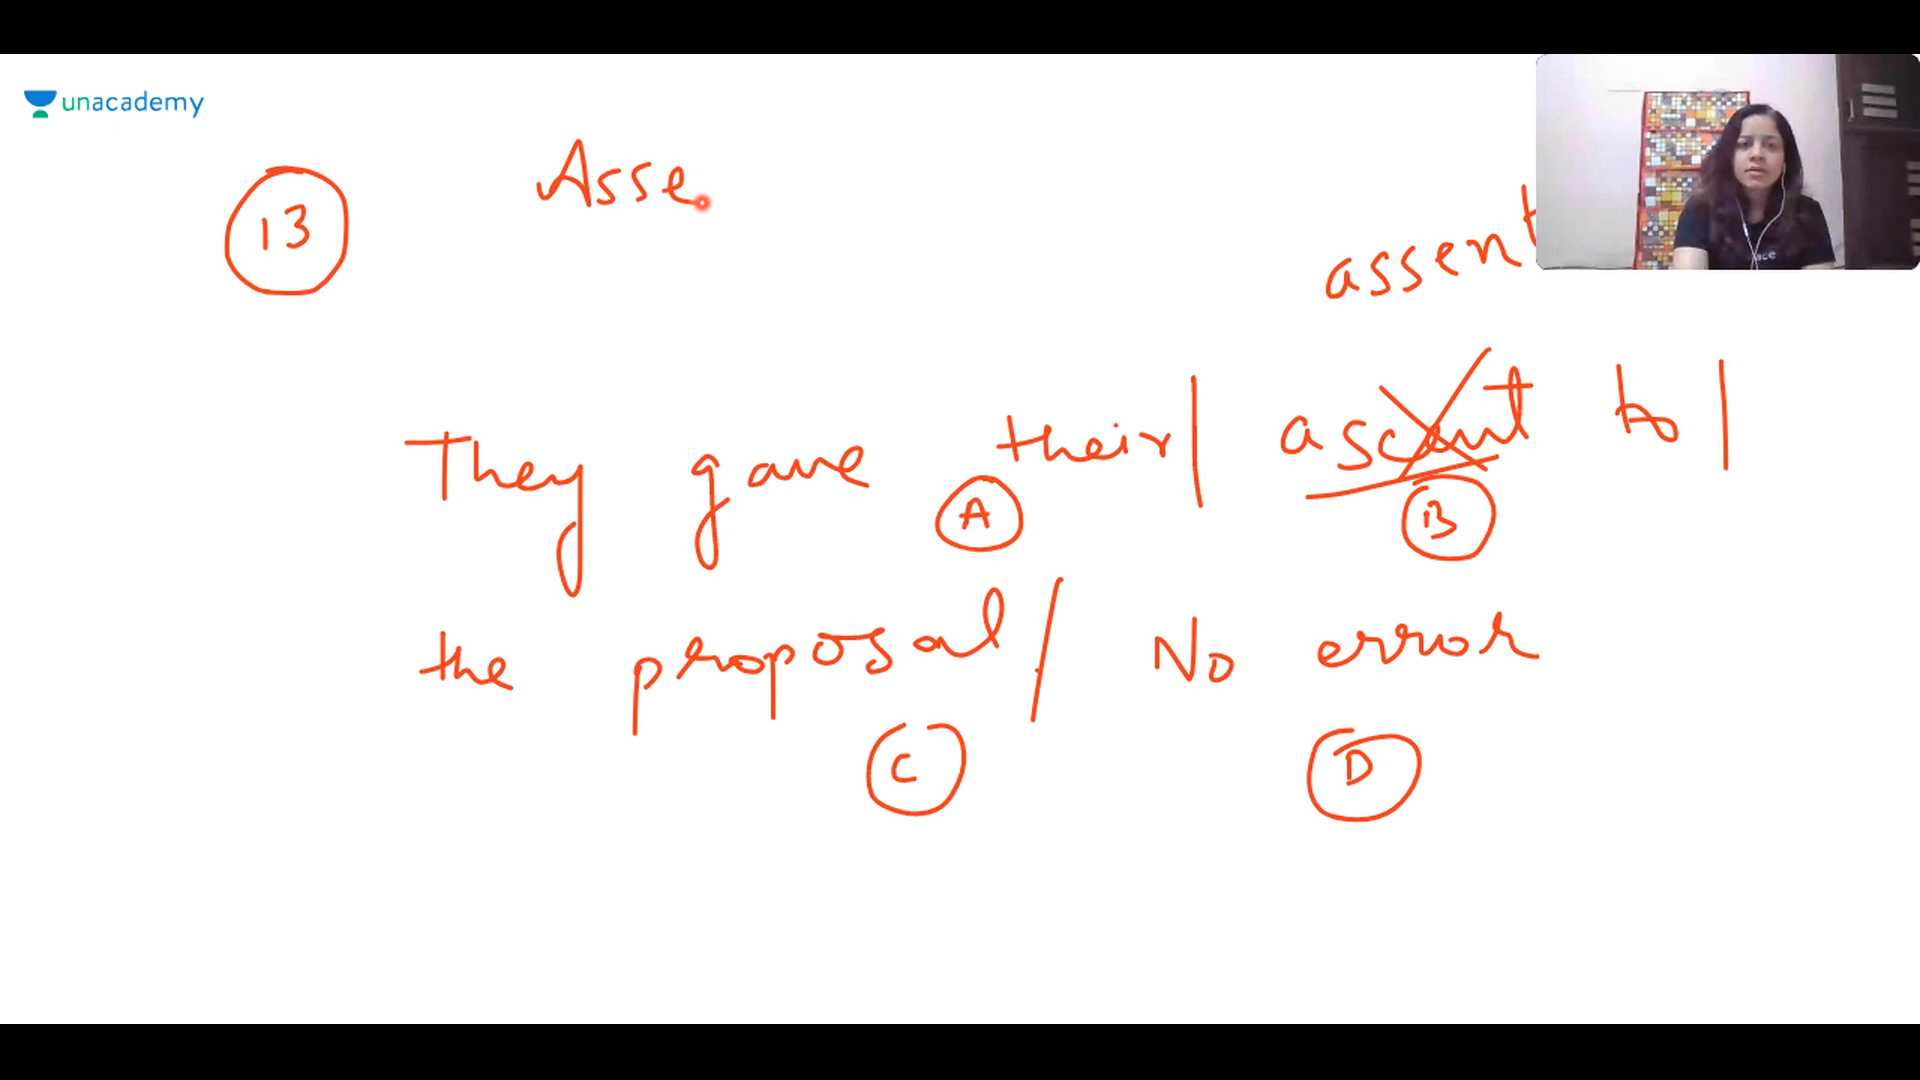 unacademy
13
Asse
assent
They gave their | ascent to |
A
B
the proposal / No error
C
D